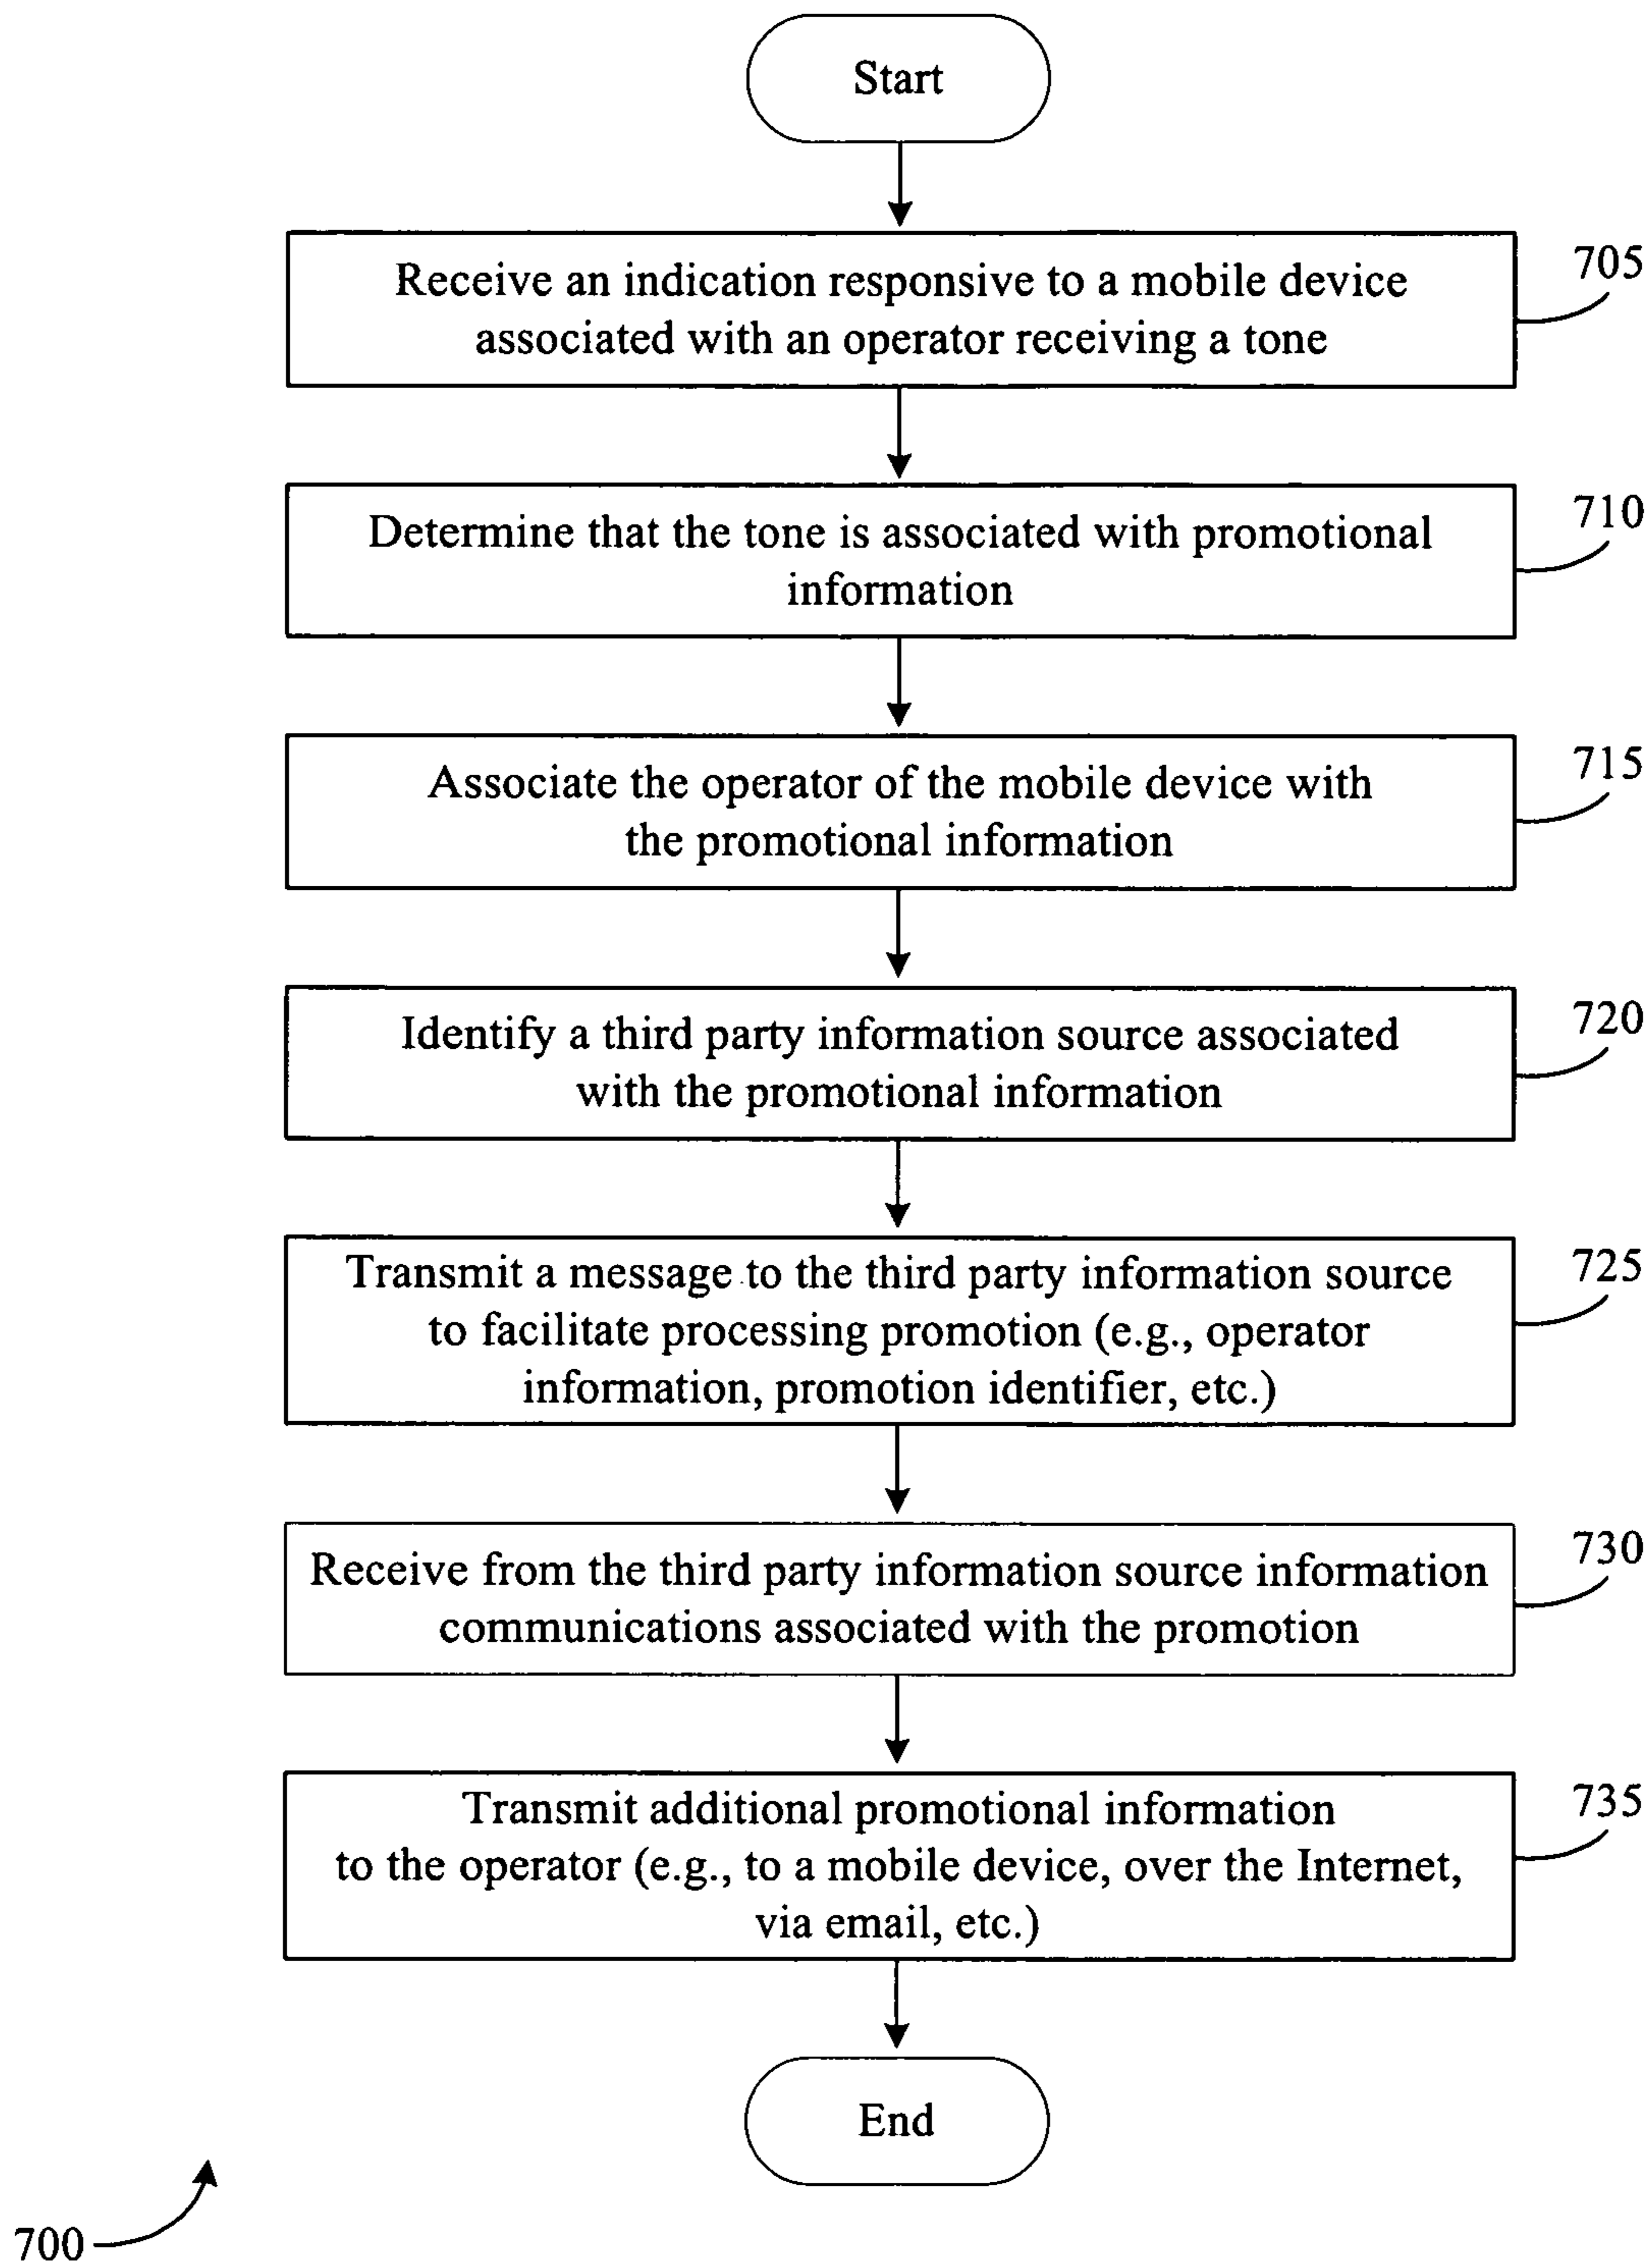 Start
Receive an indication responsive to a mobile device
associated with an operator receiving a tone
705
Determine that the tone is associated with promotional
information
710
Associate the operator of the mobile device with
the promotional information
715
Identify a third party information source associated
with the promotional information
720
Transmit a message to the third party information source
to facilitate processing promotion (e.g., operator
information, promotion identifier, etc.)
725
Receive from the third party information source information
communications associated with the promotion
730
Transmit additional promotional information
to the operator (e.g., to a mobile device, over the Internet,
via email, etc.)
735
End
700